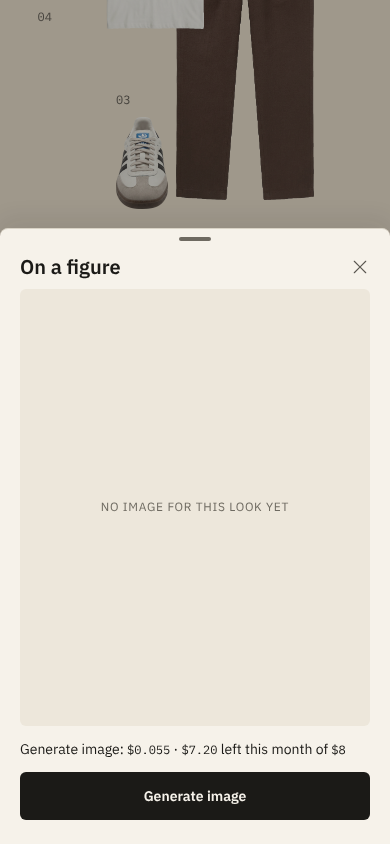 04
03
On a figure
NO IMAGE FOR THIS LOOK YET
Generate image: $0.055 · $7.20 left this month of $8
Generate image